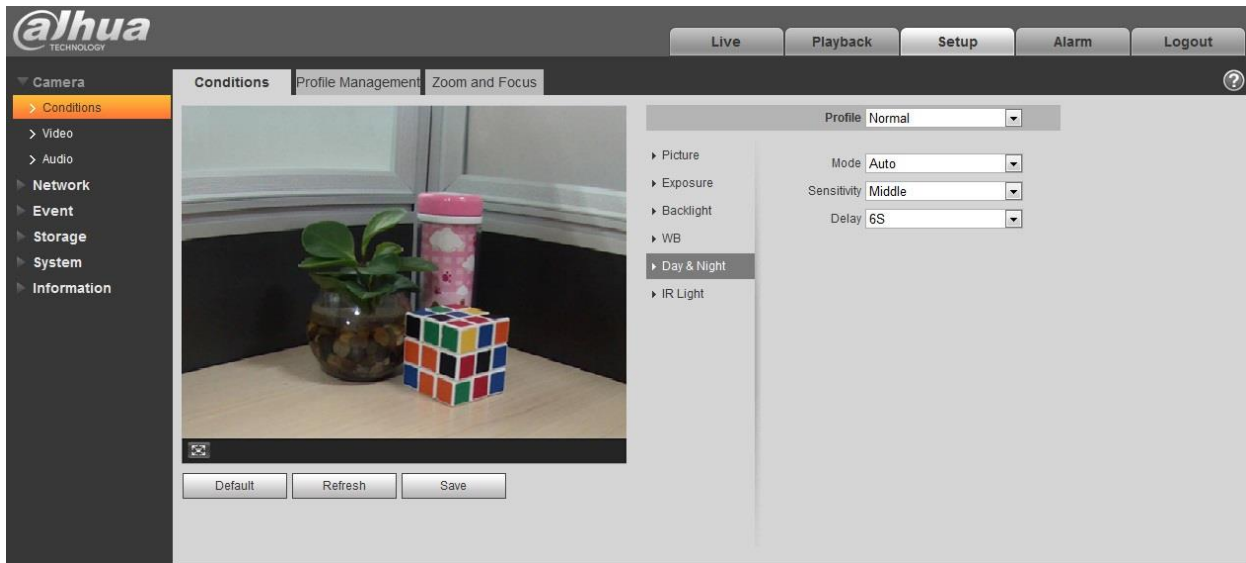 alhua
TECHNOLOGY
Live
Playback
Setup
Alarm
Logout
Camera
Conditions
Video
Audio
Network
Event
Storage
System
Information
Conditions
Profile Management
Zoom and Focus
?
Profile Normal
Picture
Exposure
Backlight
WB
Day & Night
IR Light
Mode Auto
Sensitivity Middle
Delay 6S
Default
Refresh
Save